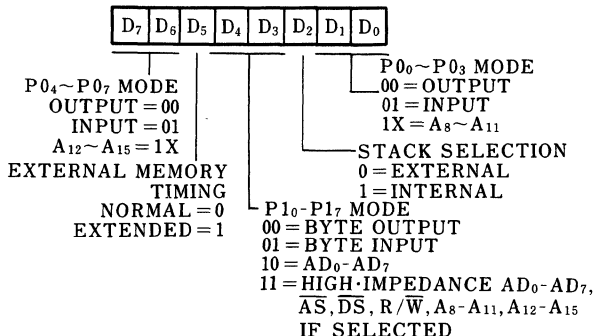 D₇ D₆ D₅ D₄ D₃ D₂ D₁ D₀
P0₄~P0₇ MODE
OUTPUT=00
INPUT=01
A₁₂~A₁₅=1X
EXTERNAL MEMORY
TIMING
NORMAL=0
EXTENDED=1
P0₀~P0₃ MODE
00=OUTPUT
01=INPUT
1X=A₈~A₁₁
STACK SELECTION
0=EXTERNAL
1=INTERNAL
P1₀-P1₇ MODE
00=BYTE OUTPUT
01=BYTE INPUT
10=AD₀-AD₇
11=HIGH·IMPEDANCE AD₀-AD₇,
A̅S̅, D̅S̅, R/W̅, A₈-A₁₁, A₁₂-A₁₅
IF SELECTED